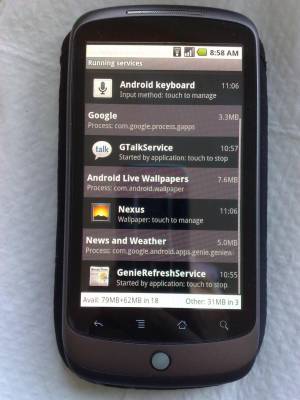 8:58 AM
Running services
Android keyboard 11:06
Input method: touch to manage
Google 3.3MB
Process: com.google.process.gapps
talk
GTalkService 10:57
Started by application: touch to stop
Android Live Wallpapers 7.6MB
Process: com.android.wallpaper
Nexus 11:06
Wallpaper: touch to manage
News and Weather 5.0MB
Process: com.google.android.apps.genie.geniewi
GenieRefreshService 10:55
Started by application: touch to stop
Avail: 79MB+62MB in 18 Other: 31MB in 3